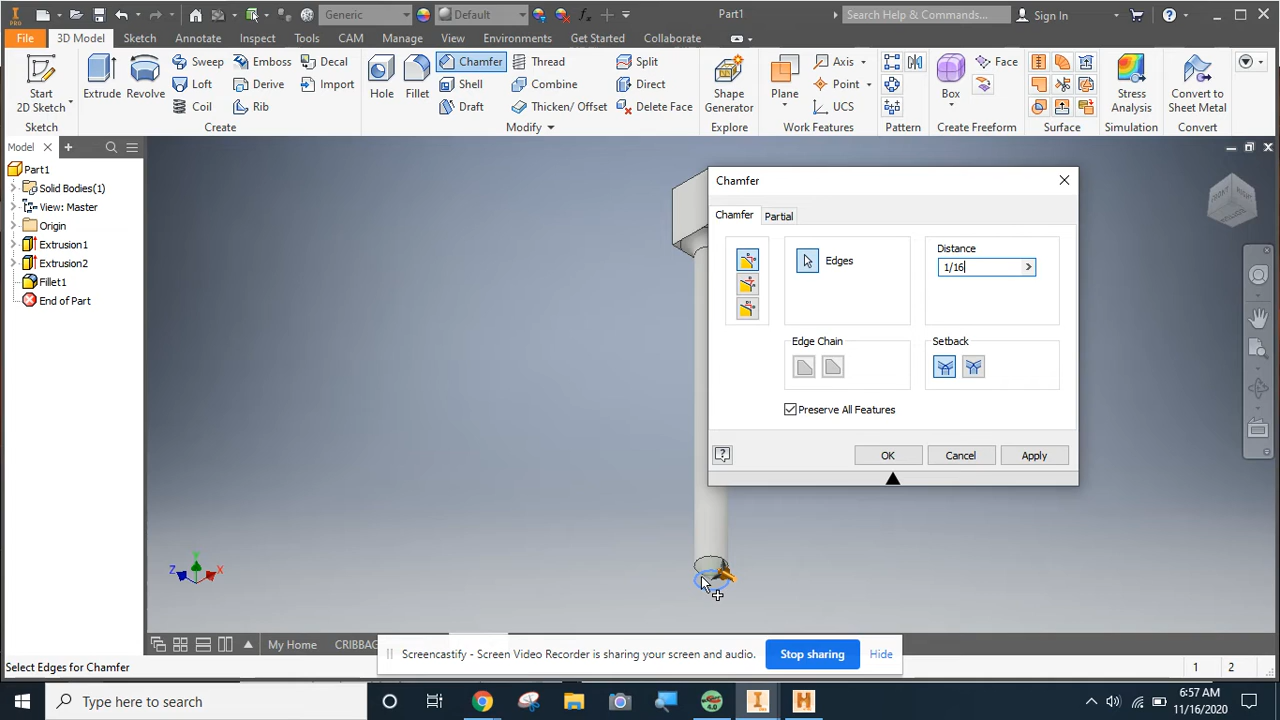 PRO
Generic
Default
Part1
Search Help & Commands...
Sign In
File
3D Model
Sketch
Annotate
Inspect
Tools
CAM
Manage
View
Environments
Get Started
Collaborate
Start
2D Sketch
Extrude
Revolve
Sweep
Loft
Coil
Emboss
Derive
Rib
Decal
Import
Hole
Fillet
Chamfer
Shell
Draft
Thread
Combine
Thicken/ Offset
Split
Direct
Delete Face
Shape
Generator
Plane
Axis
Point
UCS
Box
Face
Stress
Analysis
Convert to
Sheet Metal
Sketch
Create
Modify
Explore
Work Features
Pattern
Create Freeform
Surface
Simulation
Convert
Model
Part1
Solid Bodies(1)
View: Master
Origin
Extrusion1
Extrusion2
Fillet1
End of Part
Chamfer
Chamfer
Partial
Edges
Distance
1/16
Edge Chain
Setback
Preserve All Features
OK
Cancel
Apply
FRONT
RIGHT
Y
Z
X
My Home
CRIBBAG
Screencastify - Screen Video Recorder is sharing your screen and audio.
Stop sharing
Hide
Select Edges for Chamfer
1
2
Type here to search
4.0
6:57 AM
11/16/2020